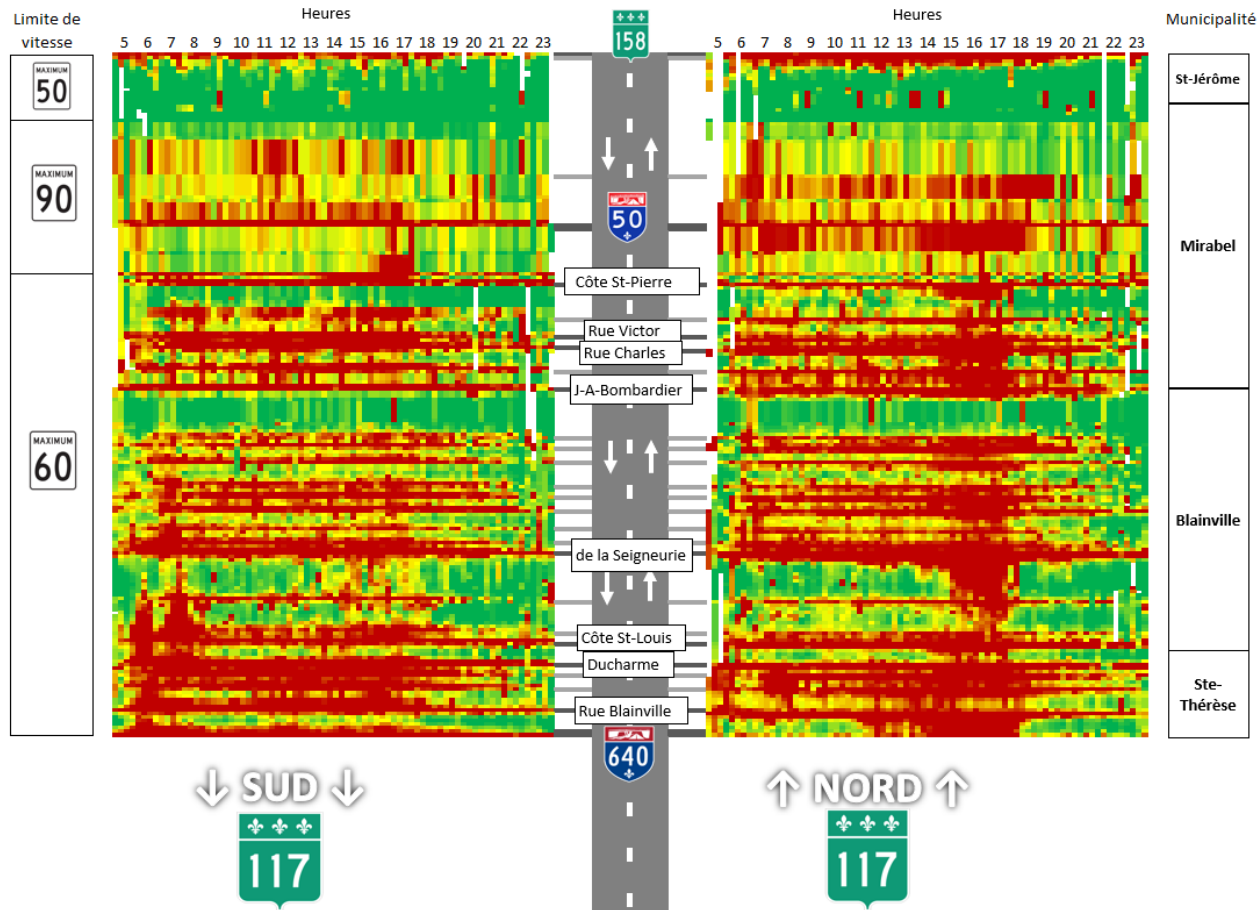 Limite de
vitesse
Heures
158
Heures
Municipalité
5 6 7 8 9 10 11 12 13 14 15 16 17 18 19 20 21 22 23
5 6 7 8 9 10 11 12 13 14 15 16 17 18 19 20 21 22 23
MAXIMUM
50
St-Jérôme
MAXIMUM
90
50
Mirabel
Côte St-Pierre
Rue Victor
Rue Charles
J-A-Bombardier
MAXIMUM
60
Blainville
de la Seigneurie
Côte St-Louis
Ducharme
Rue Blainville
Ste-
Thérèse
640
↓ SUD ↓
↑ NORD ↑
117
117